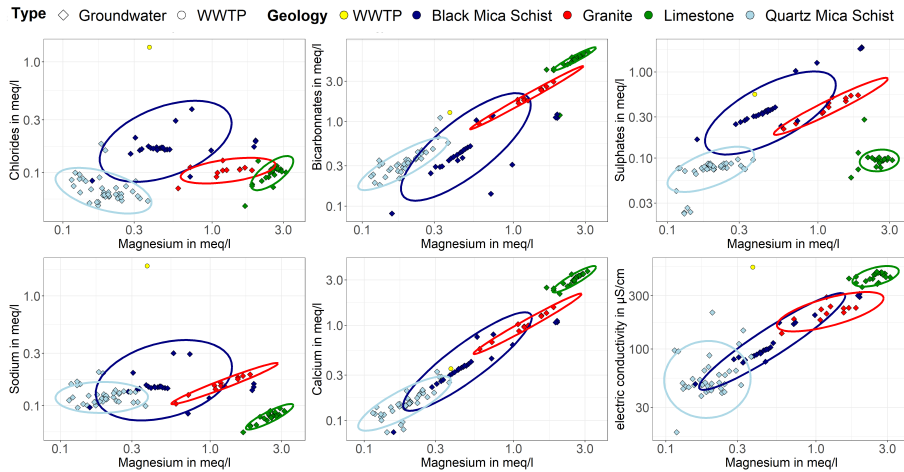 Type Groundwater WWTP Geology WWTP Black Mica Schist Granite Limestone Quartz Mica Schist
Chlorides in meq/l
1.0
0.3
0.1
0.1 0.3 1.0 3.0
Magnesium in meq/l
Bicarbonnates in meq/l
3.0
1.0
0.3
0.1
0.1 0.3 1.0 3.0
Magnesium in meq/l
Sulphates in meq/l
1.00
0.30
0.10
0.03
0.1 0.3 1.0 3.0
Magnesium in meq/l
Sodium in meq/l
1.0
0.3
0.1
0.1 0.3 1.0 3.0
Magnesium in meq/l
Calcium in meq/l
3.0
1.0
0.3
0.1
0.1 0.3 1.0 3.0
Magnesium in meq/l
electric conductivity in µS/cm
300
100
30
0.1 0.3 1.0 3.0
Magnesium in meq/l